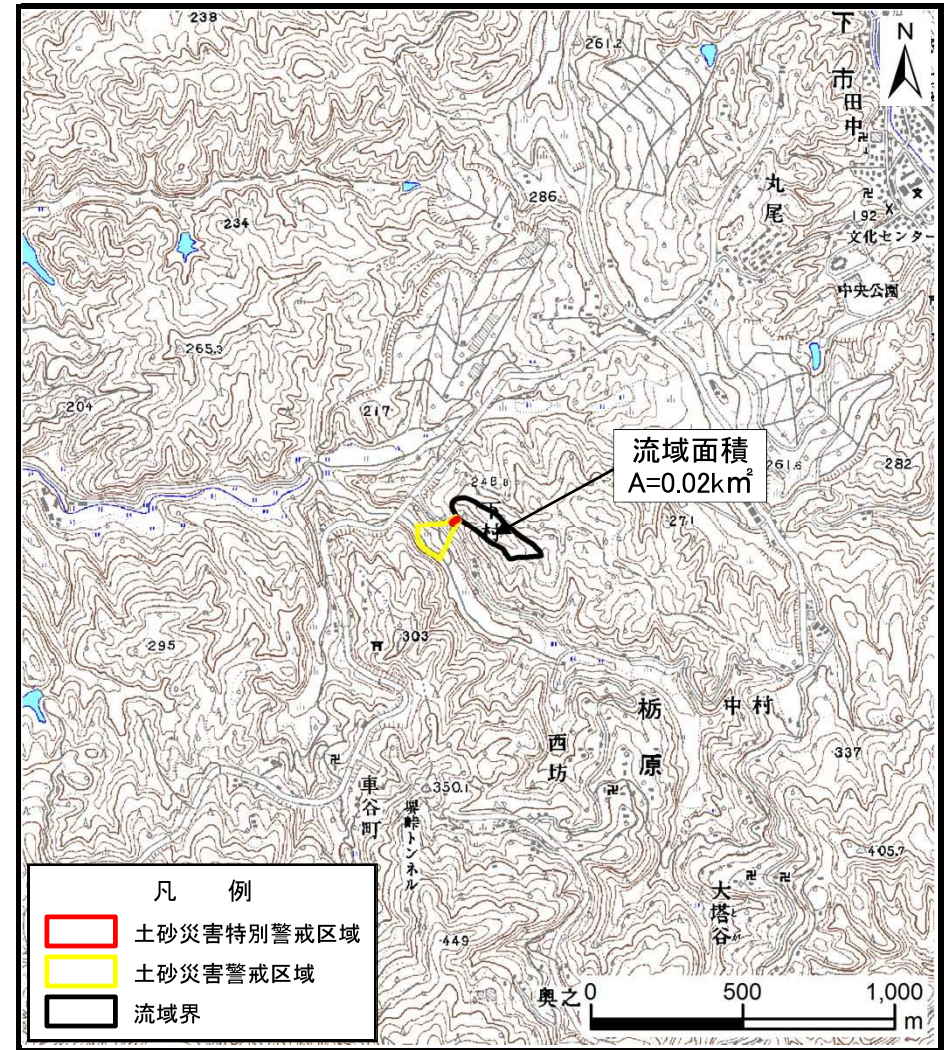 238
261.2
N
下市
田中
丸尾
286
192
文化センター
234
中央公園
265.3
204
217
流域面積
A=0.02km²
261.6
282
248.8
下村
271
303
295
栃原
中村
西坊
337
車谷町
350.1
堺峠トンネル
405.7
大塔谷
449
奥之
凡 例
土砂災害特別警戒区域
土砂災害警戒区域
流域界
0 500 1,000
m